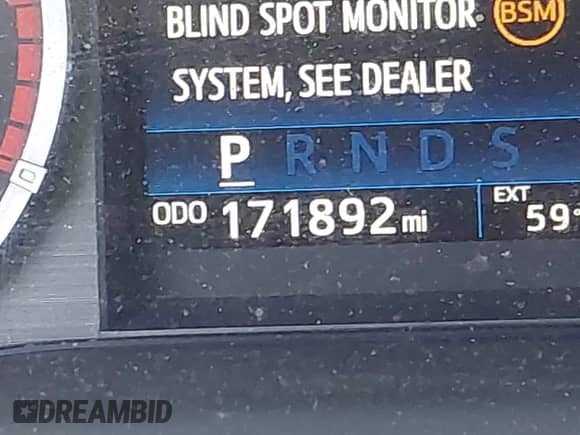 BLIND SPOT MONITOR BSM
SYSTEM, SEE DEALER
P R N D S
ODO 171892 mi EXT 59°
DREAMBID